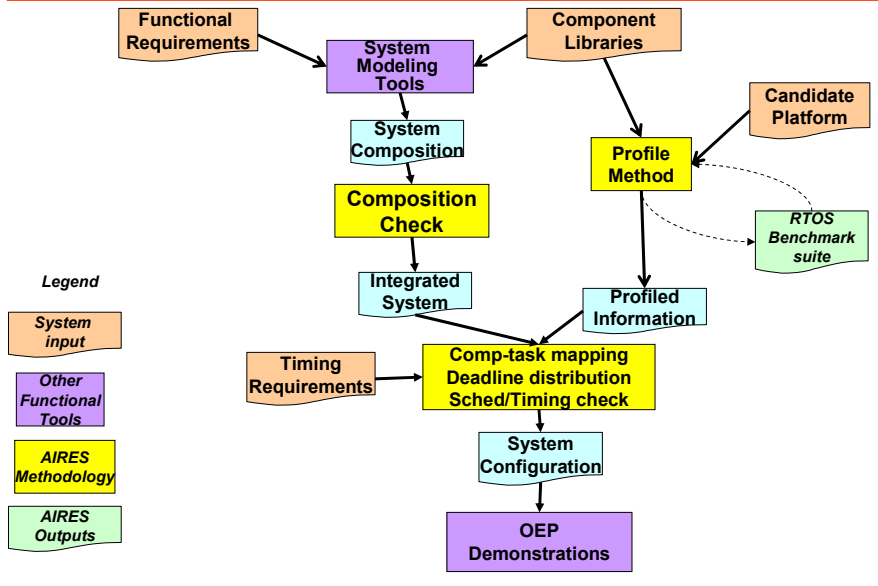 Functional
Requirements
Component
Libraries
System
Modeling
Tools
Candidate
Platform
System
Composition
Profile
Method
Composition
Check
RTOS
Benchmark
suite
Legend
Integrated
System
Profiled
Information
System
input
Timing
Requirements
Comp-task mapping
Deadline distribution
Sched/Timing check
Other
Functional
Tools
System
Configuration
AIRES
Methodology
AIRES
Outputs
OEP
Demonstrations